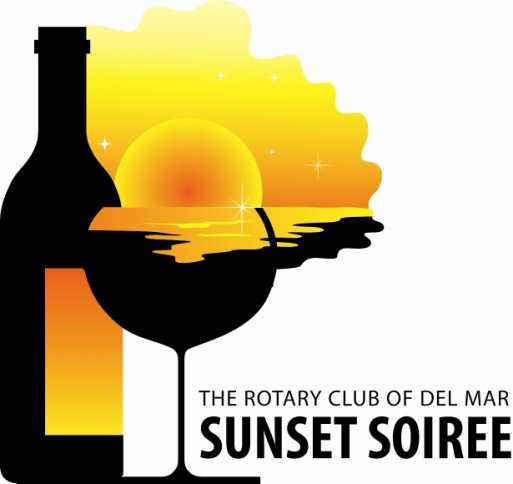 THE ROTARY CLUB OF DEL MAR
SUNSET SOIREE